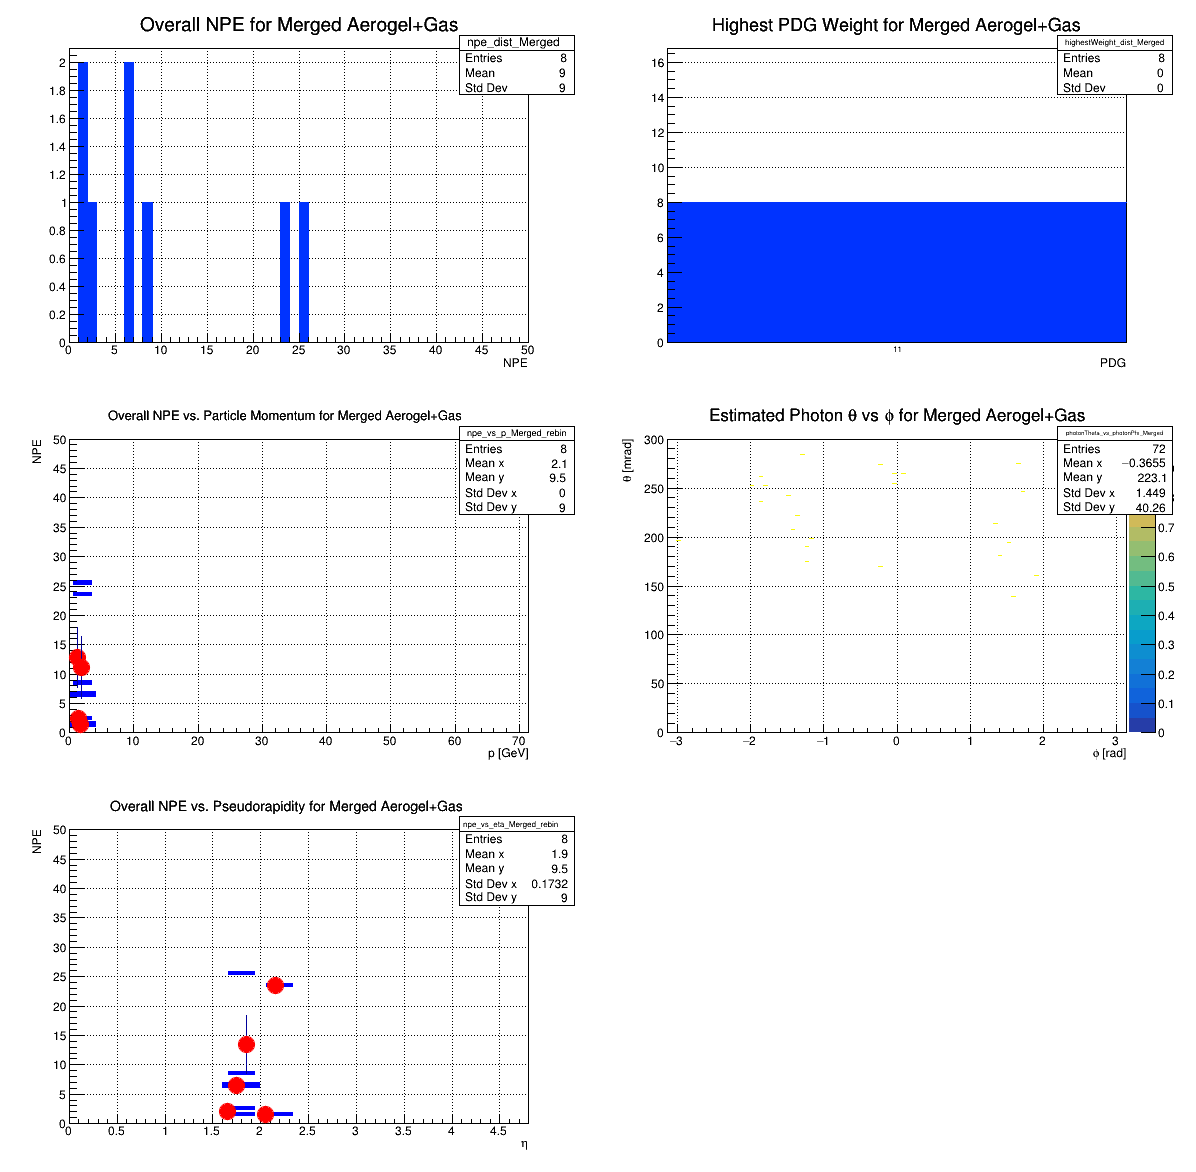 Overall NPE for Merged Aerogel+Gas
npe_dist_Merged
Entries 8
Mean 9
Std Dev 9
2
1.8
1.6
1.4
1.2
1
0.8
0.6
0.4
0.2
0
0 5 10 15 20 25 30 35 40 45 50
NPE
Highest PDG Weight for Merged Aerogel+Gas
highestWeight_dist_Merged
Entries 8
Mean 0
Std Dev 0
16
14
12
10
8
6
4
2
0
11
PDG
Overall NPE vs. Particle Momentum for Merged Aerogel+Gas
npe_vs_p_Merged_rebin
Entries 8
Mean x 2.1
Mean y 9.5
Std Dev x 0
Std Dev y 9
NPE
50
45
40
35
30
25
20
15
10
5
0
0 10 20 30 40 50 60 70
p [GeV]
Estimated Photon θ vs ϕ for Merged Aerogel+Gas
photonTheta_vs_photonPhi_Merged
Entries 72
Mean x −0.3655
Mean y 223.1
Std Dev x 1.449
Std Dev y 40.26
θ [mrad]
300
250
200
150
100
50
0
−3 −2 −1 0 1 2 3
ϕ [rad]
0.7
0.6
0.5
0.4
0.3
0.2
0.1
0
Overall NPE vs. Pseudorapidity for Merged Aerogel+Gas
npe_vs_eta_Merged_rebin
Entries 8
Mean x 1.9
Mean y 9.5
Std Dev x 0.1732
Std Dev y 9
NPE
50
45
40
35
30
25
20
15
10
5
0
0 0.5 1 1.5 2 2.5 3 3.5 4 4.5
η